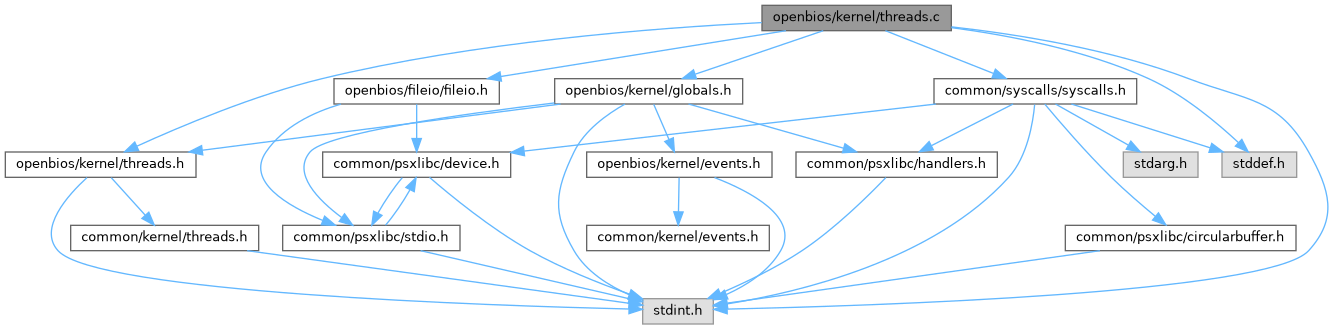 openbios/kernel/threads.c
openbios/fileio/fileio.h
openbios/kernel/globals.h
common/syscalls/syscalls.h
openbios/kernel/threads.h
common/psxlibc/device.h
openbios/kernel/events.h
common/psxlibc/handlers.h
stdarg.h
stddef.h
common/kernel/threads.h
common/psxlibc/stdio.h
common/kernel/events.h
common/psxlibc/circularbuffer.h
stdint.h